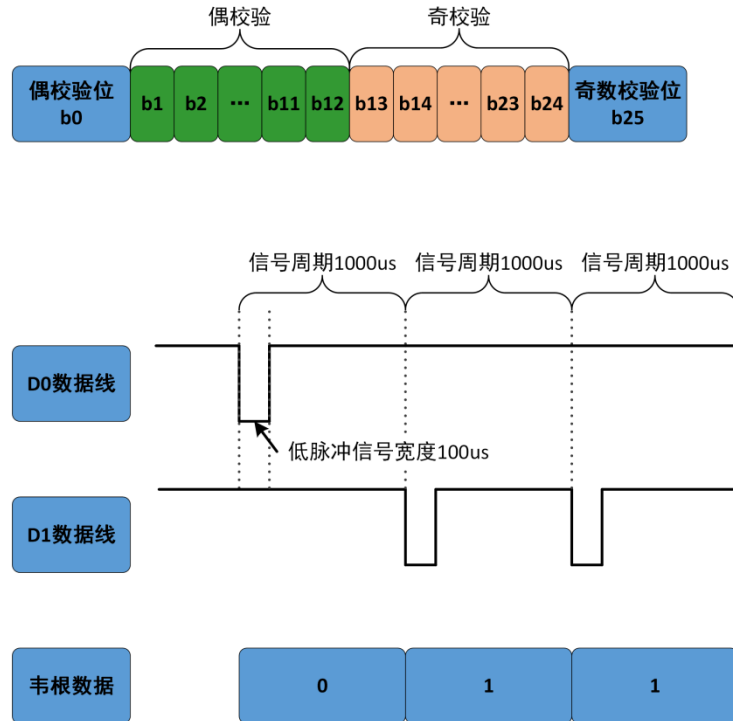 偶校验 奇校验
偶校验位 b0
b1 b2 ... b11 b12 b13 b14 ... b23 b24
奇数校验位 b25
信号周期1000us 信号周期1000us 信号周期1000us
D0数据线
低脉冲信号宽度100us
D1数据线
韦根数据 0 1 1